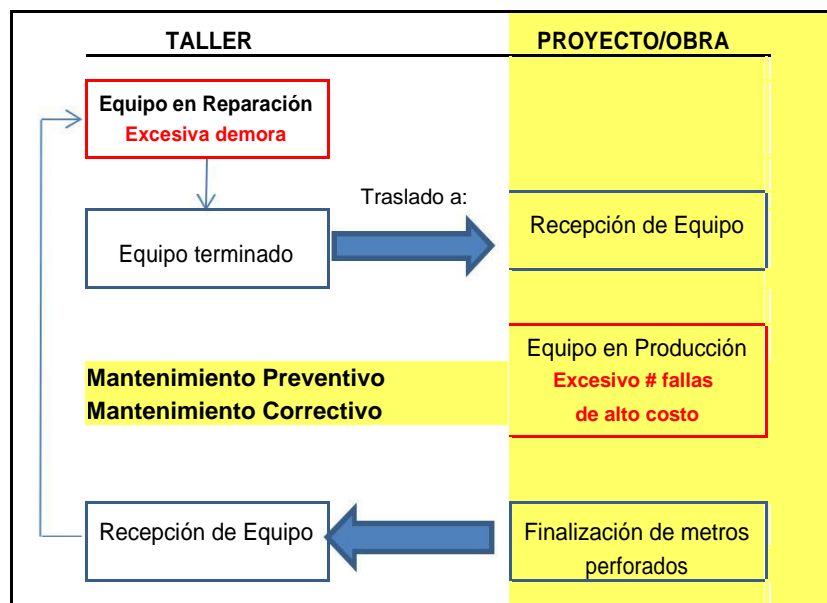 TALLER
PROYECTO/OBRA
Equipo en Reparación
Excesiva demora
Traslado a:
Equipo terminado
Recepción de Equipo
Equipo en Producción
Excesivo # fallas
de alto costo
Mantenimiento Preventivo
Mantenimiento Correctivo
Recepción de Equipo
Finalización de metros
perforados